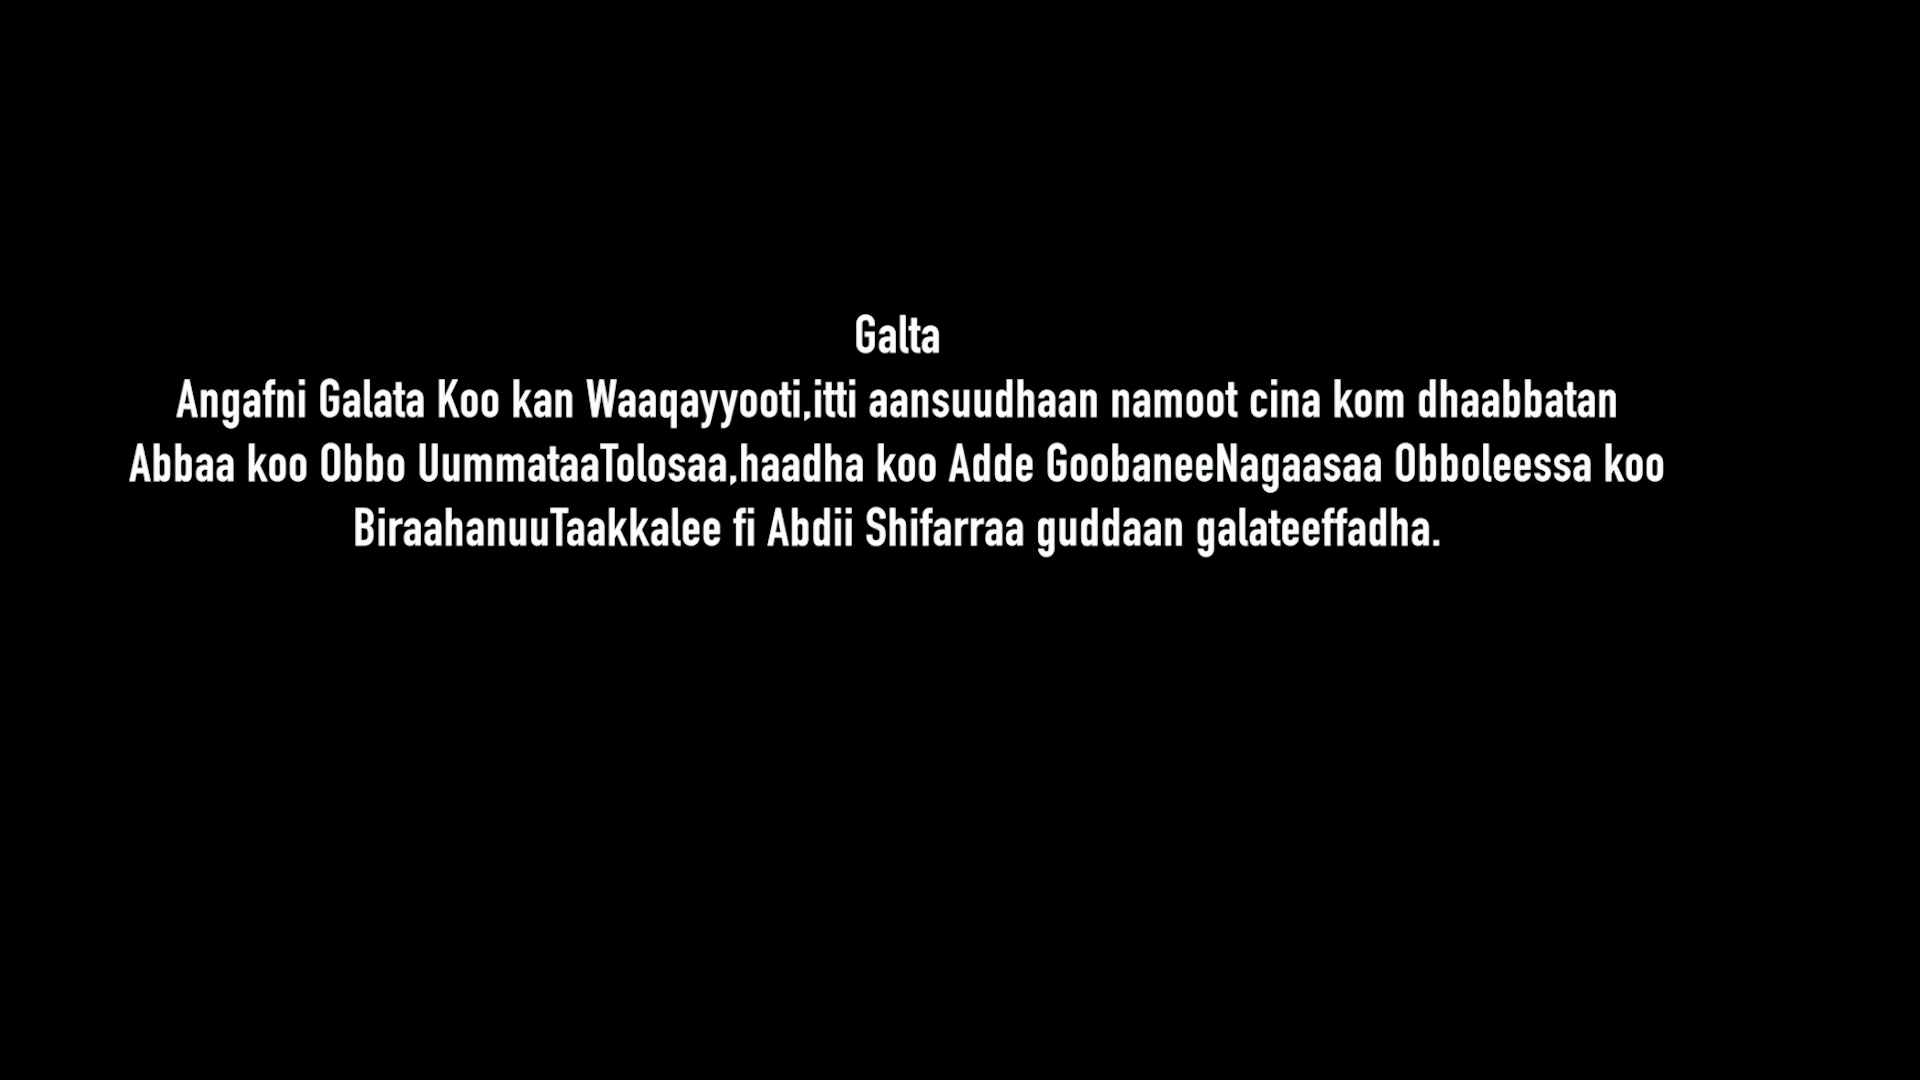 Galta
Angafni Galata Koo kan Waaqayyooti,itti aansuudhaan namoot cina kom dhaabbatan
Abbaa koo Obbo UummataaTolosaa,haadha koo Adde GoobaneeNagaasaa Obboleessa koo
BiraahanuuTaakkalee fi Abdii Shifarraa guddaan galateeffadha.